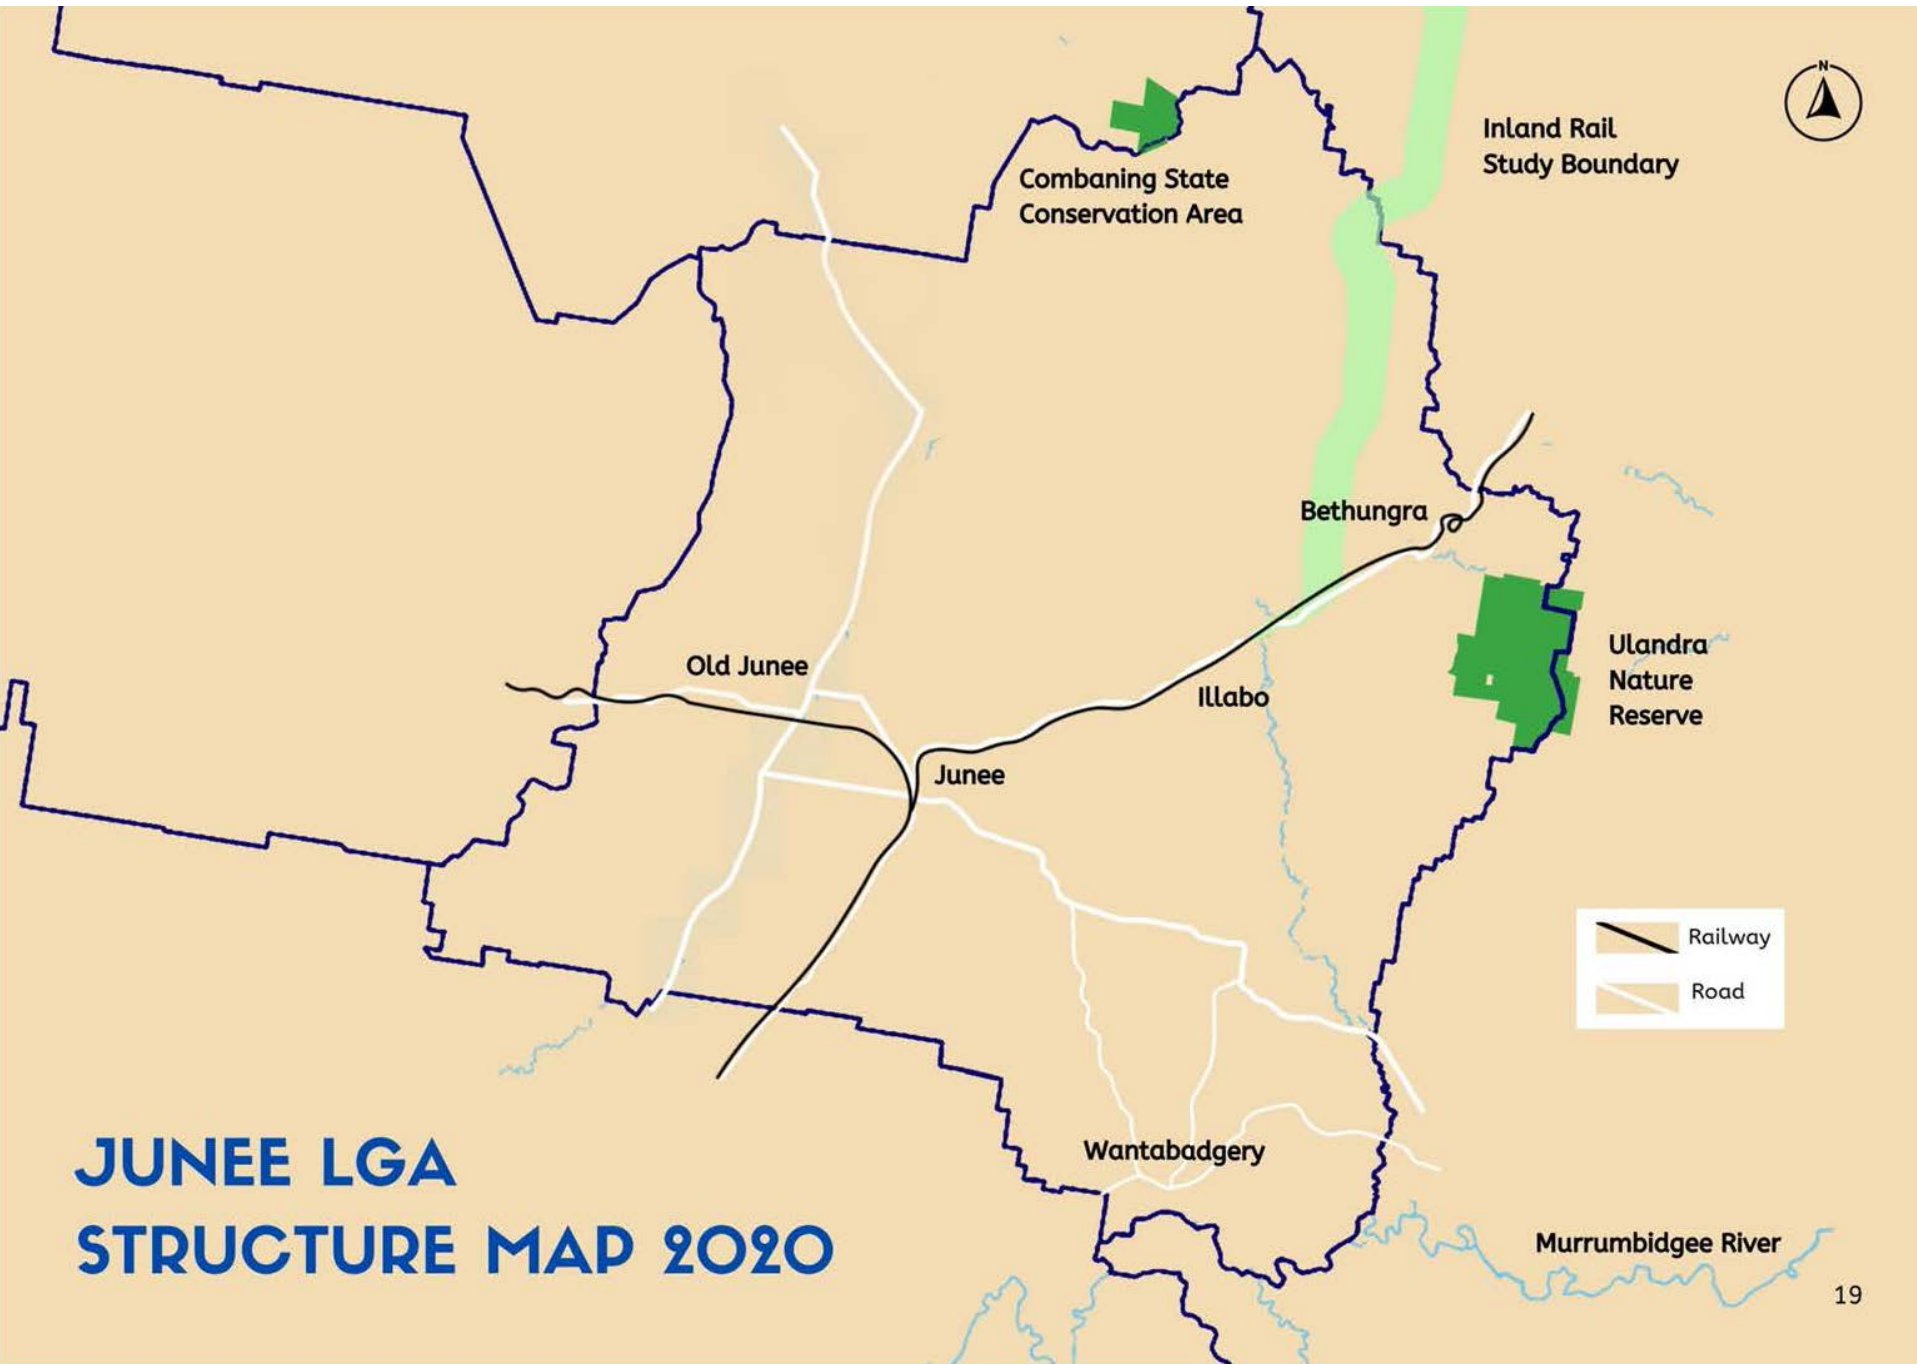 N
Inland Rail
Study Boundary
Combaning State
Conservation Area
Bethungra
Ulandra
Nature
Reserve
Old Junee
Illabo
Junee
Railway
Road
Wantabadgery
JUNEE LGA
STRUCTURE MAP 2020
Murrumbidgee River
19